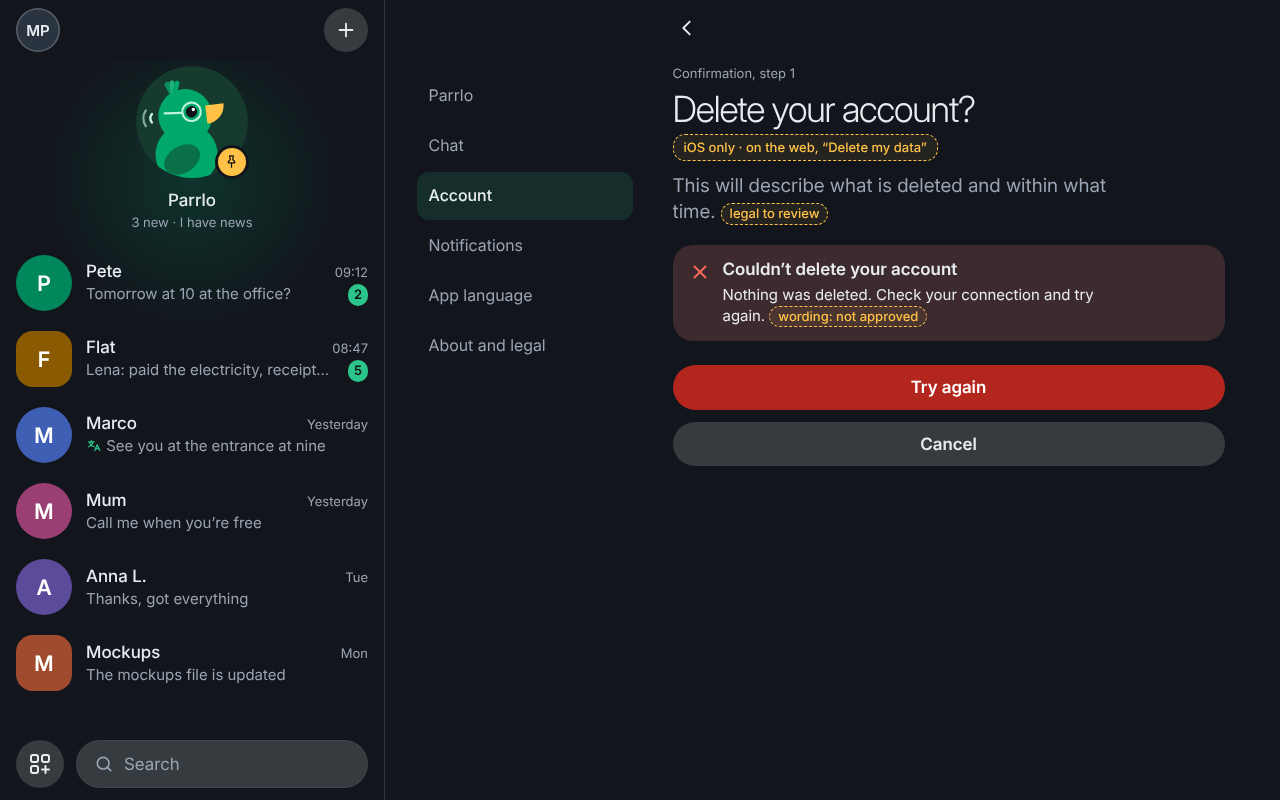 MP
Parrlo
3 new · I have news
P
Pete
09:12
Tomorrow at 10 at the office?
2
F
Flat
08:47
Lena: paid the electricity, receipt...
5
M
Marco
Yesterday
See you at the entrance at nine
M
Mum
Yesterday
Call me when you’re free
A
Anna L.
Tue
Thanks, got everything
M
Mockups
Mon
The mockups file is updated
Search
Parrlo
Chat
Account
Notifications
App language
About and legal
Confirmation, step 1
Delete your account?
iOS only · on the web, “Delete my data”
This will describe what is deleted and within what
time. legal to review
Couldn’t delete your account
Nothing was deleted. Check your connection and try
again. wording: not approved
Try again
Cancel